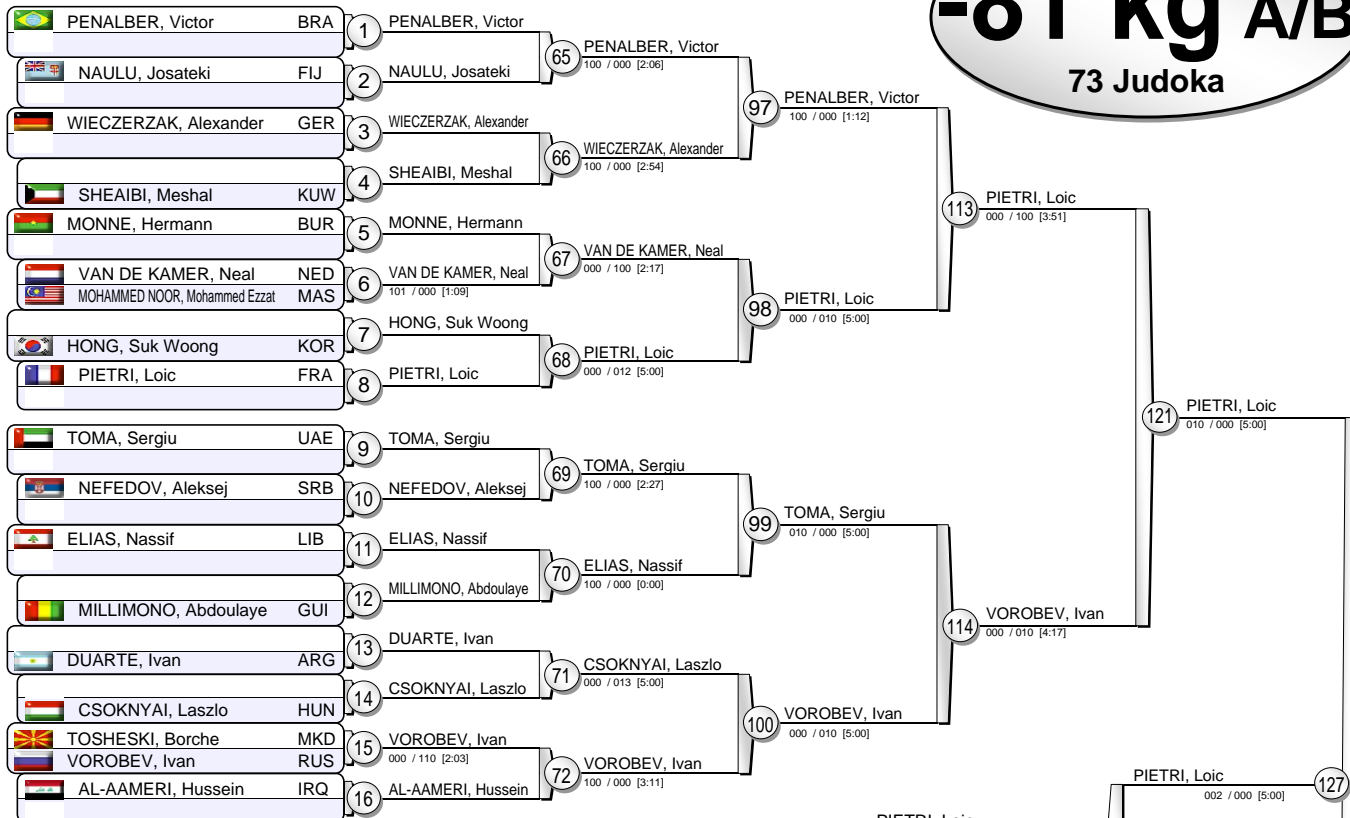 -81 kg A/B
73 Judoka
PENALBER, Victor BRA
1
NAULU, Josateki FIJ
2
WIECZERZAK, Alexander GER
3
4
SHEAIBI, Meshal KUW
MONNE, Hermann BUR
5
VAN DE KAMER, Neal NED
6
MOHAMMED NOOR, Mohammed Ezzat MAS
7
HONG, Suk Woong KOR
PIETRI, Loic FRA
8
TOMA, Sergiu UAE
9
NEFEDOV, Aleksej SRB
10
ELIAS, Nassif LIB
11
12
MILLIMONO, Abdoulaye GUI
13
DUARTE, Ivan ARG
14
CSOKNYAI, Laszlo HUN
TOSHESKI, Borche MKD
15
VOROBEV, Ivan RUS
AL-AAMERI, Hussein IRQ
16
PENALBER, Victor
NAULU, Josateki
WIECZERZAK, Alexander
SHEAIBI, Meshal
MONNE, Hermann
VAN DE KAMER, Neal
101 / 000 [1:09]
HONG, Suk Woong
PIETRI, Loic
TOMA, Sergiu
NEFEDOV, Aleksej
ELIAS, Nassif
MILLIMONO, Abdoulaye
DUARTE, Ivan
CSOKNYAI, Laszlo
VOROBEV, Ivan
000 / 110 [2:03]
AL-AAMERI, Hussein
65
PENALBER, Victor
100 / 000 [2:06]
66
WIECZERZAK, Alexander
100 / 000 [2:54]
67
VAN DE KAMER, Neal
000 / 100 [2:17]
68
PIETRI, Loic
000 / 012 [5:00]
69
TOMA, Sergiu
100 / 000 [2:27]
70
ELIAS, Nassif
100 / 000 [0:00]
71
CSOKNYAI, Laszlo
000 / 013 [5:00]
72
VOROBEV, Ivan
100 / 000 [3:11]
97
PENALBER, Victor
100 / 000 [1:12]
98
PIETRI, Loic
000 / 010 [5:00]
99
TOMA, Sergiu
010 / 000 [5:00]
100
VOROBEV, Ivan
000 / 010 [5:00]
113
PIETRI, Loic
000 / 100 [3:51]
114
VOROBEV, Ivan
000 / 010 [4:17]
121
PIETRI, Loic
010 / 000 [5:00]
PIETRI, Loic
127
002 / 000 [5:00]
PIETRI, Loic